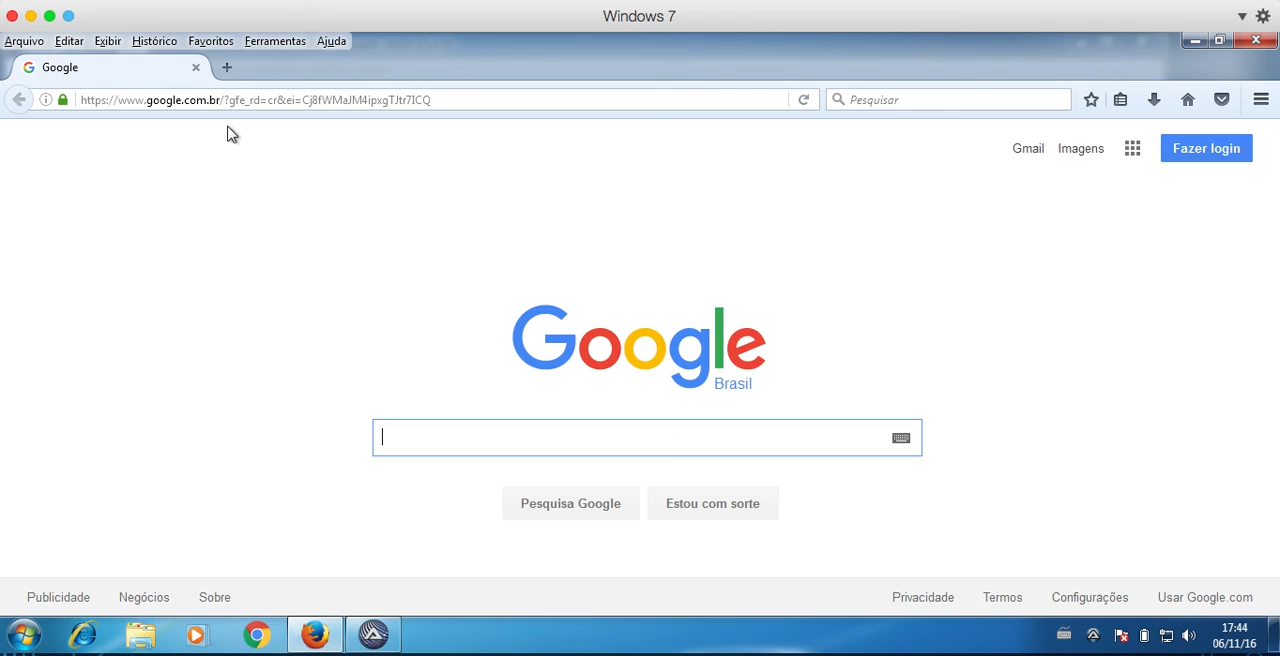 Windows 7
Arquivo Editar Exibir Histórico Favoritos Ferramentas Ajuda
Google
https://www.google.com.br/?gfe_rd=cr&ei=Cj8fWMaJM4ipxgTJtr7ICQ
Pesquisar
Gmail Imagens Fazer login
Google
Brasil
Pesquisa Google Estou com sorte
Publicidade Negócios Sobre Privacidade Termos Configurações Usar Google.com
17:44
06/11/16